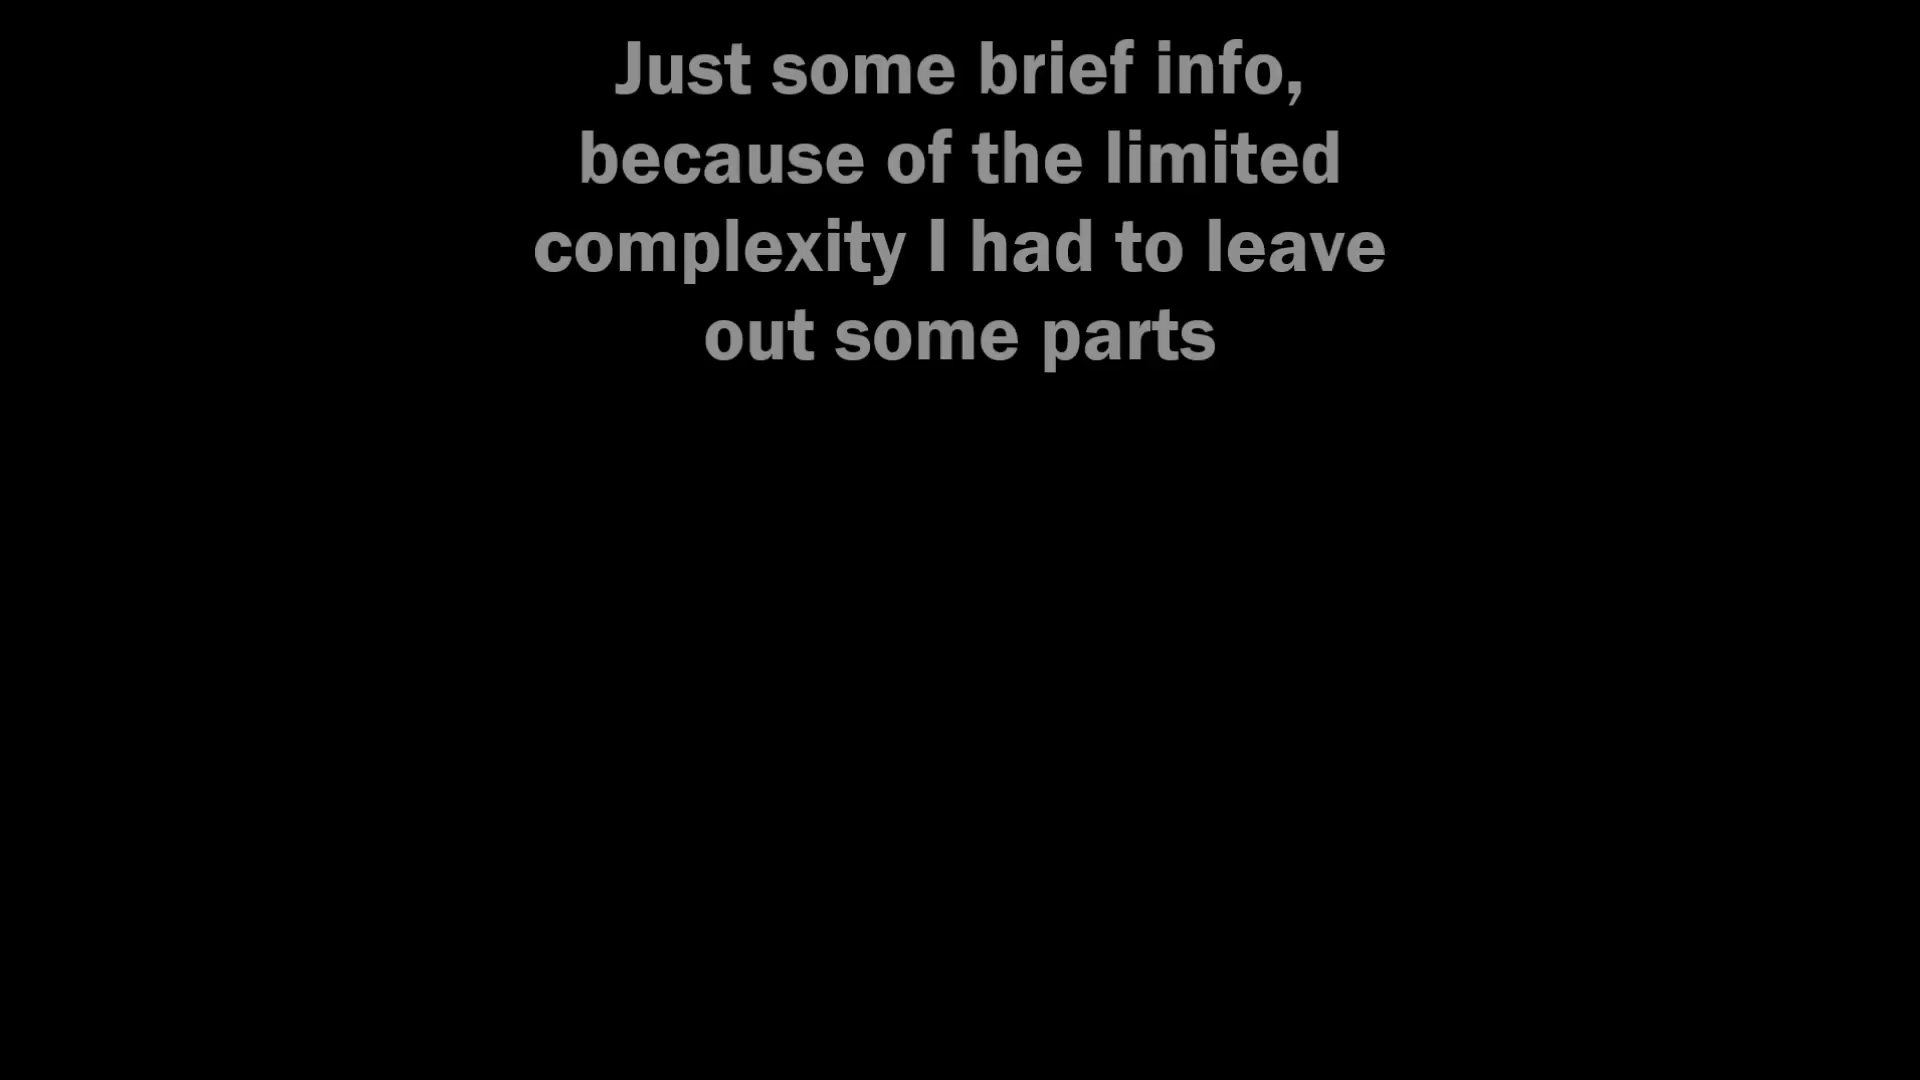 Just some brief info,
because of the limited
complexity I had to leave
out some parts